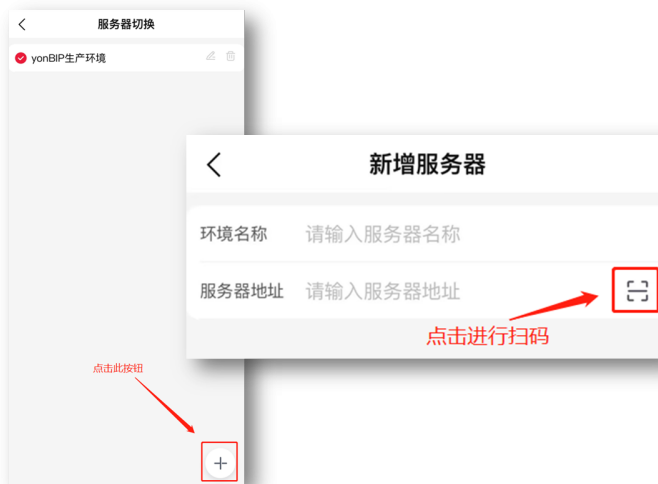 服务器切换
yonBIP生产环境
新增服务器
环境名称 请输入服务器名称
服务器地址 请输入服务器地址
点击进行扫码
点击此按钮